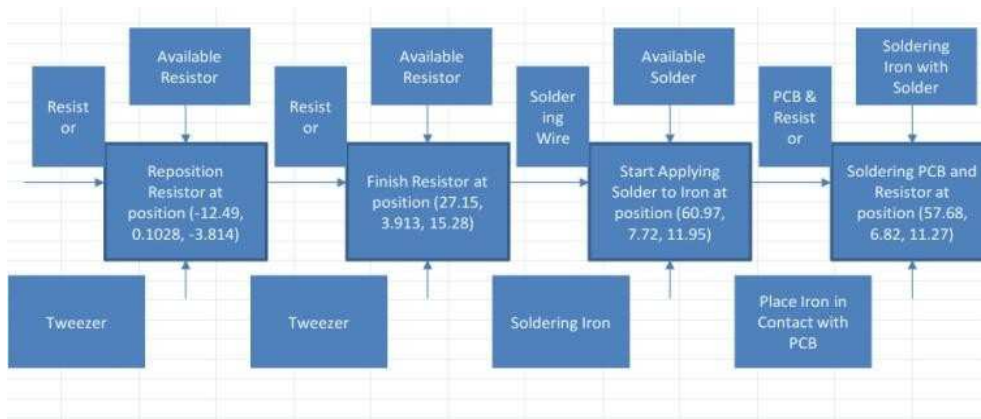 Available
Resistor
Available
Resistor
Available
Solder
Soldering
Iron with
Solder
Resist
or
Resist
or
Solder
ing
Wire
PCB &
Resist
or
Reposition
Resistor at
position (-12.49,
0.1028, -3.814)
Finish Resistor at
position (27.15,
3.913, 15.28)
Start Applying
Solder to Iron at
position (60.97,
7.72, 11.95)
Soldering PCB and
Resistor at
position (57.68,
6.82, 11.27)
Tweezer
Tweezer
Soldering Iron
Place Iron in
Contact with
PCB